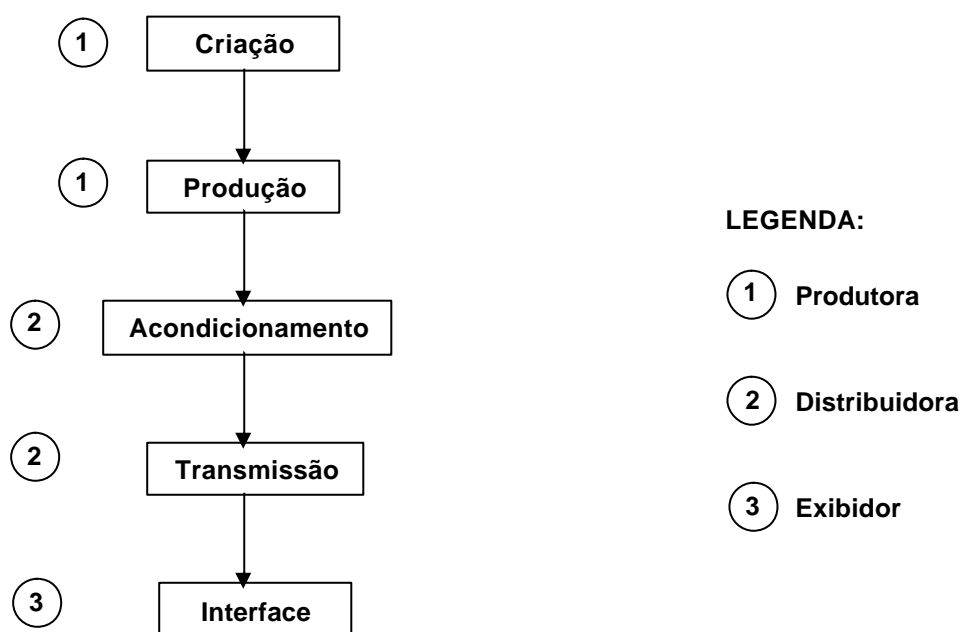 1 Criação
1 Produção
2 Acondicionamento
2 Transmissão
3 Interface
LEGENDA:
1 Produtora
2 Distribuidora
3 Exibidor